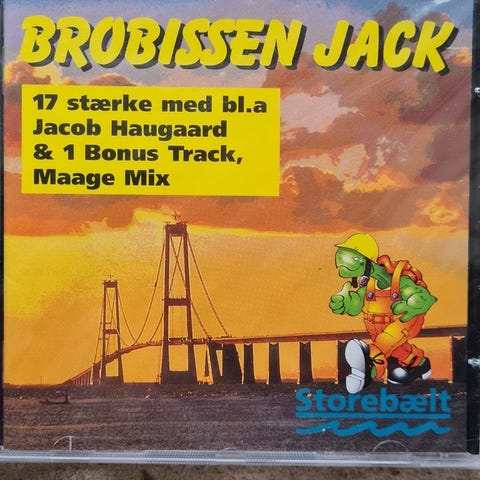 BROBISSEN JACK
17 stærke med bl.a
Jacob Haugaard
& 1 Bonus Track,
Maage Mix
Storebælt